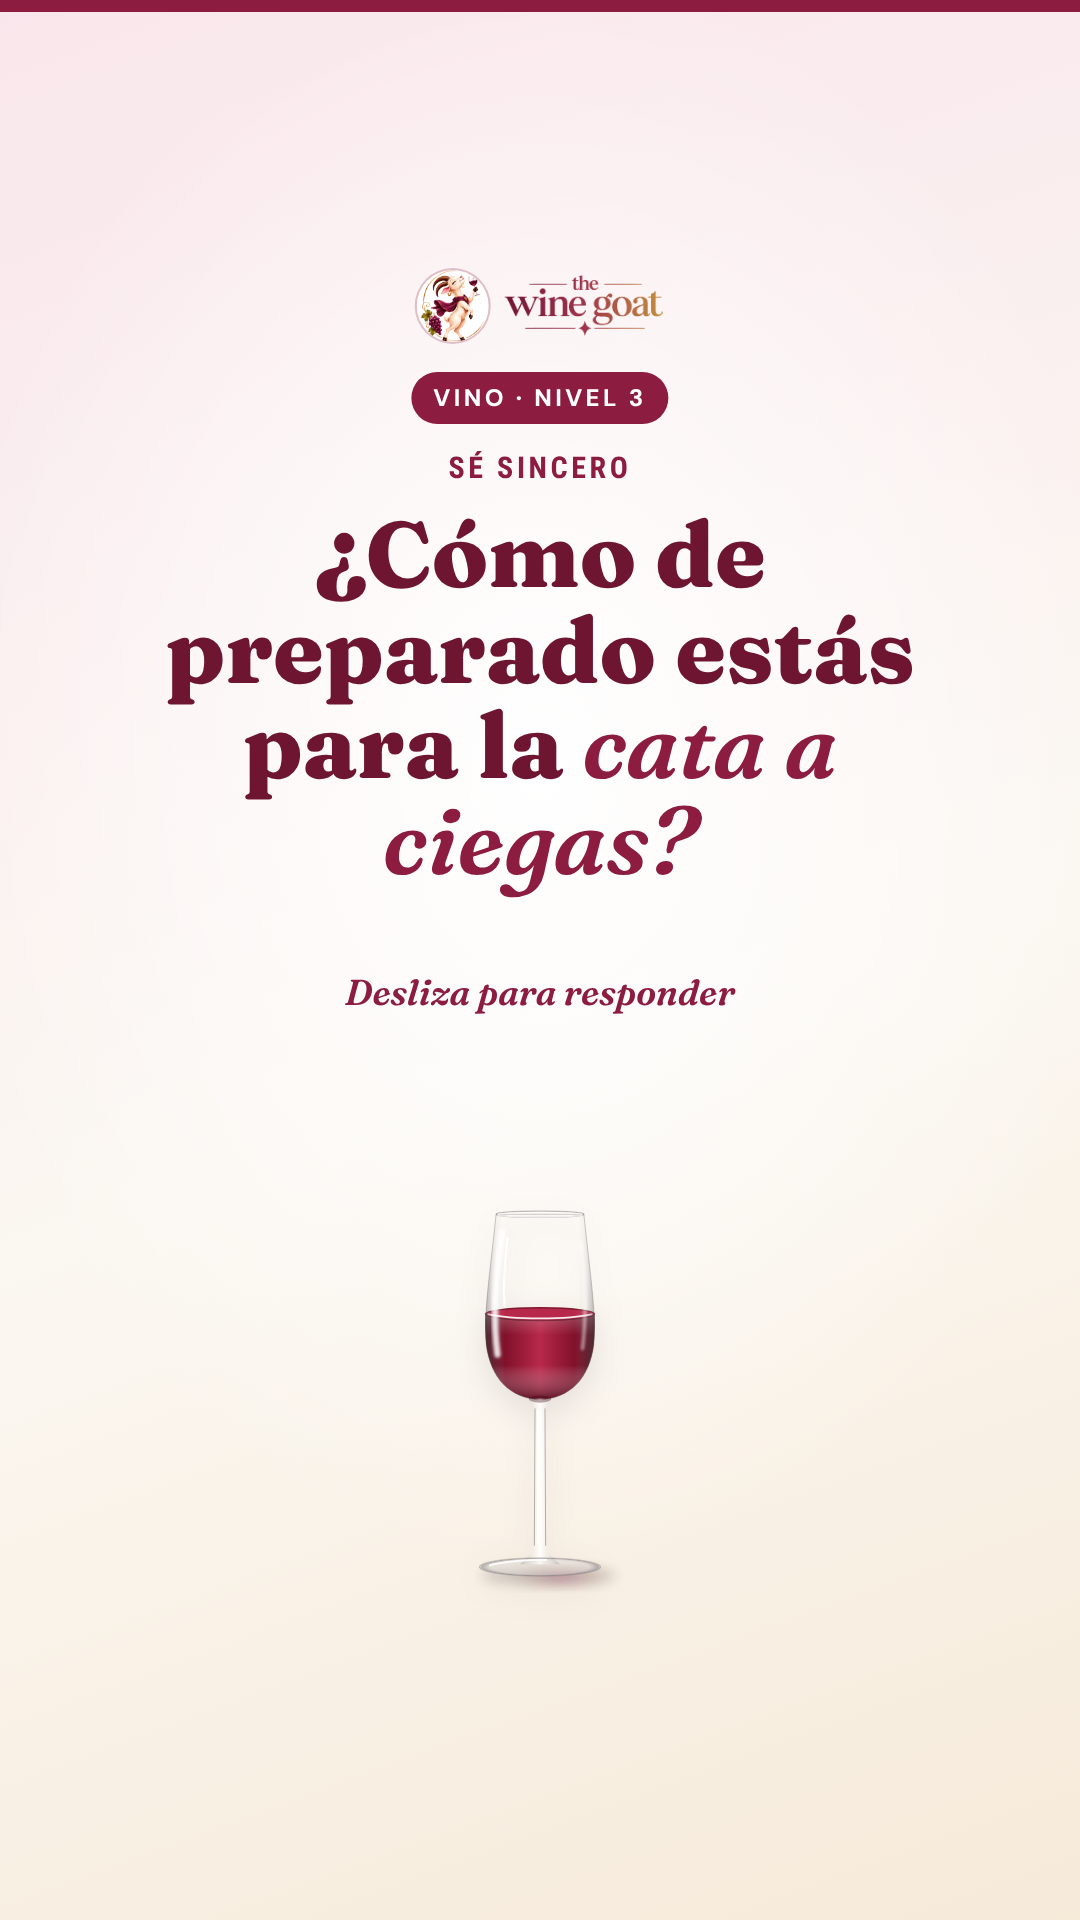 the
wine goat
VINO · NIVEL 3
SÉ SINCERO
¿Cómo de
preparado estás
para la cata a
ciegas?
Desliza para responder